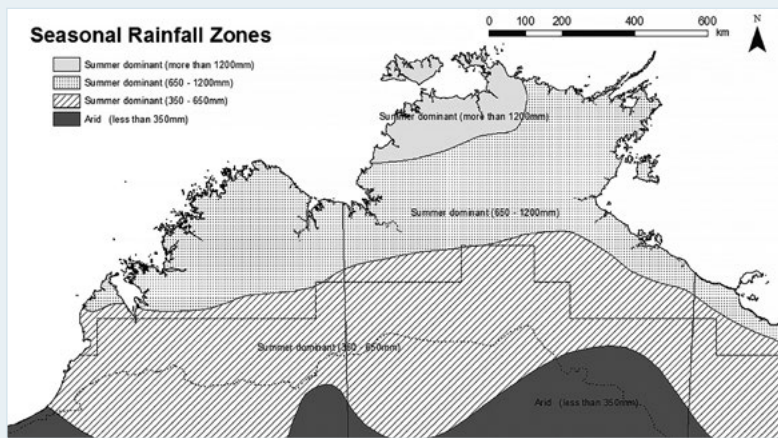 Seasonal Rainfall Zones
Summer dominant (more than 1200mm)
Summer dominant (650 - 1200mm)
Summer dominant (350 - 650mm)
Arid (less than 350mm)
0 100 200 400 600
km
N
Summer dominant (more than 1200mm)
Summer dominant (650 - 1200mm)
Summer dominant (350 - 650mm)
Arid (less than 350mm)